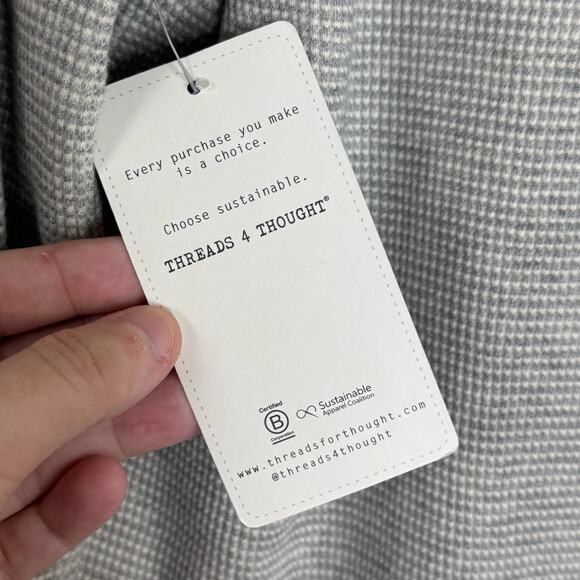 Every purchase you make
is a choice.
Choose sustainable.
THREADS 4 THOUGHT®
Certified
B
Corporation
Sustainable
Apparel Coalition
www.threadsforthought.com
@threads4thought